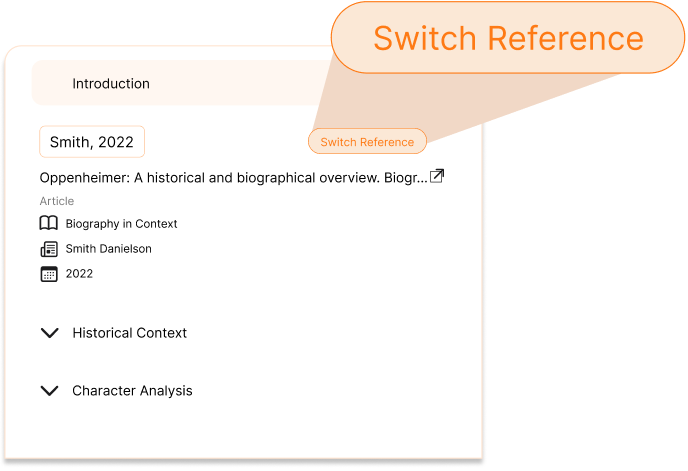 Switch Reference
Introduction
Smith, 2022
Switch Reference
Oppenheimer: A historical and biographical overview. Biogr...
Article
Biography in Context
Smith Danielson
2022
Historical Context
Character Analysis